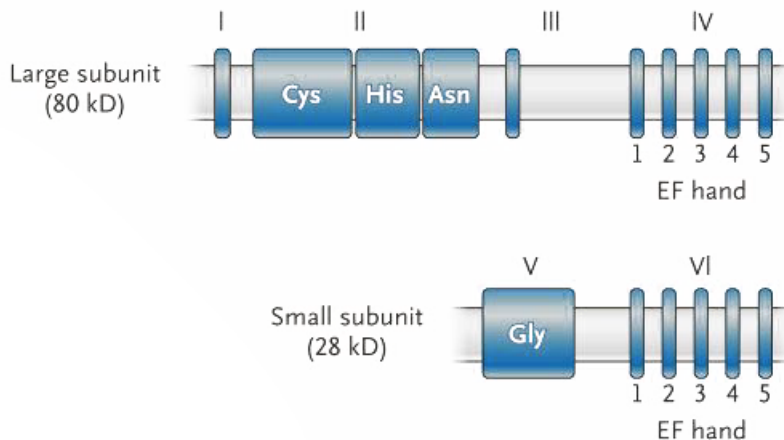 I II III IV
Large subunit
(80 kD)
Cys His Asn
1 2 3 4 5
EF hand
V VI
Small subunit
(28 kD)
Gly
1 2 3 4 5
EF hand